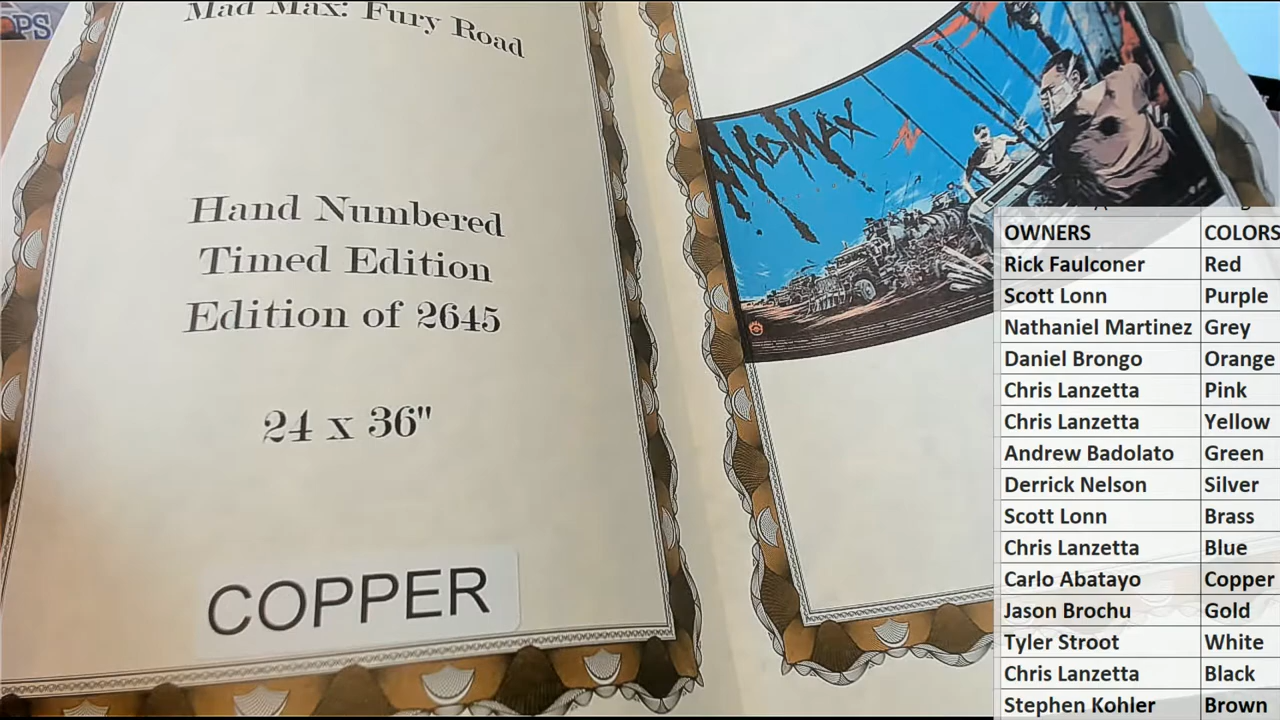 OPS
Mad Max: Fury Road
Hand Numbered
Timed Edition
Edition of 2645
24 x 36"
COPPER
MAD MAX
OWNERS COLORS
Rick Faulconer Red
Scott Lonn Purple
Nathaniel Martinez Grey
Daniel Brongo Orange
Chris Lanzetta Pink
Chris Lanzetta Yellow
Andrew Badolato Green
Derrick Nelson Silver
Scott Lonn Brass
Chris Lanzetta Blue
Carlo Abatayo Copper
Jason Brochu Gold
Tyler Stroot White
Chris Lanzetta Black
Stephen Kohler Brown